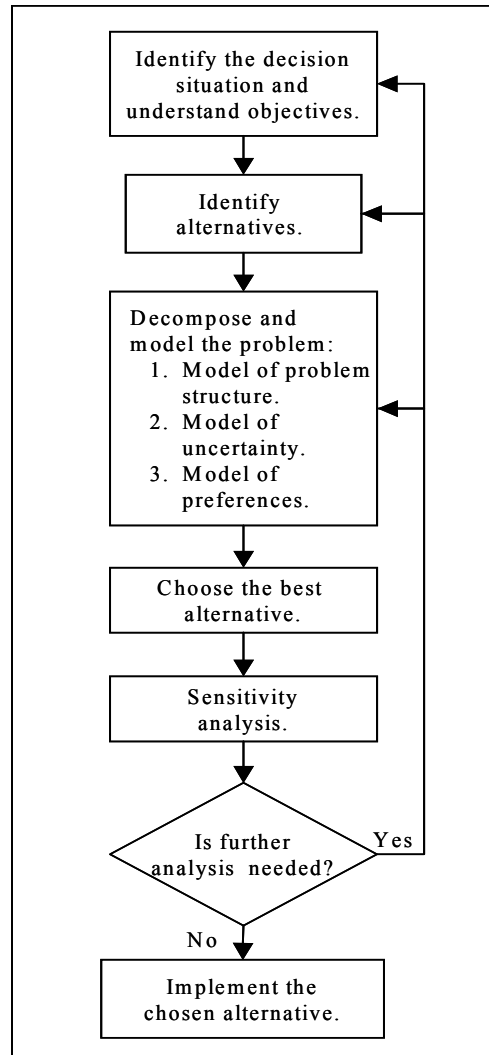 Identify the decision
situation and
understand objectives.
Identify
alternatives.
Decompose and
model the problem:
1. Model of problem
structure.
2. Model of
uncertainty.
3. Model of
preferences.
Choose the best
alternative.
Sensitivity
analysis.
Is further
analysis needed?
Yes
No
Implement the
chosen alternative.